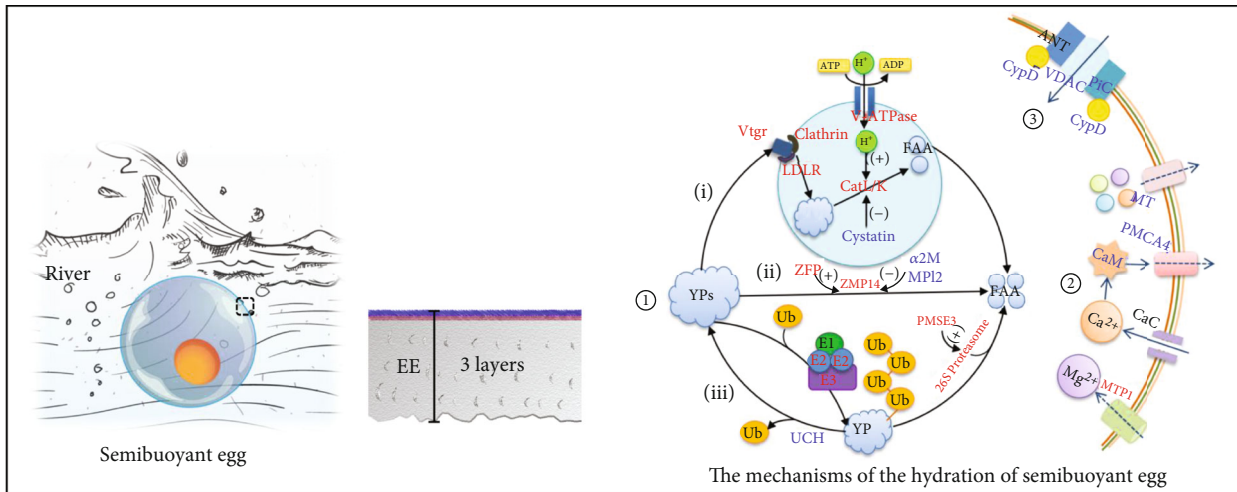 River
Semibuoyant egg
EE
3 layers
ATP
H⁺
ADP
V-ATPase
Vtgr
Clathrin
H⁺
FAA
LDLR
(+)
CatL/K
(i)
(−)
Cystatin
(ii)
ZFP
(+)
ZMP14
(−)
α2M
MPl2
①
YPs
FAA
Ub
E1
E2
E2
E3
Ub
Ub
Ub
Ub
PMSE3
(+)
26S Proteasome
(iii)
Ub
UCH
YP
③
ANT
CypD
VDAC
PiC
CypD
MT
PMCA4
CaM
②
Ca²⁺
CaC
Mg²⁺
MTP1
The mechanisms of the hydration of semibuoyant egg